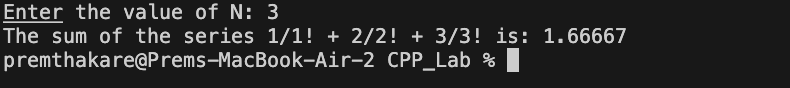 Enter the value of N: 3
The sum of the series 1/1! + 2/2! + 3/3! is: 1.66667
premthakare@Prems-MacBook-Air-2 CPP_Lab %